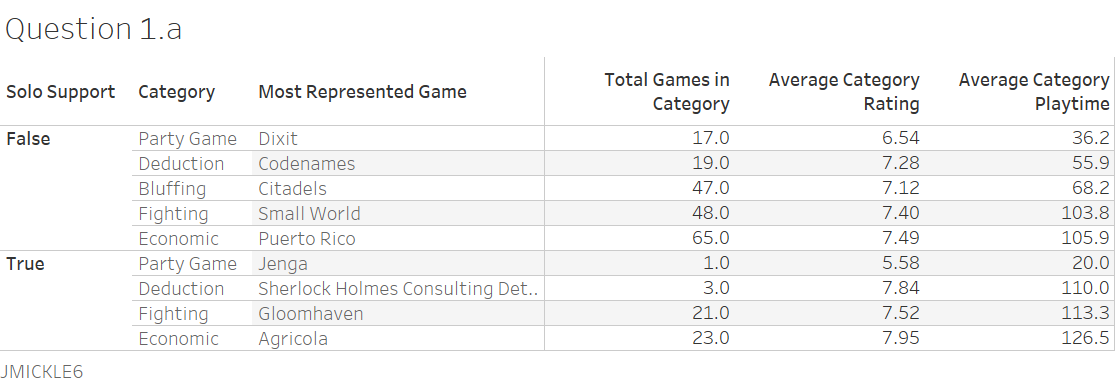 Question 1.a
Solo Support Category Most Represented Game Total Games in Category Average Category Rating Average Category Playtime
False Party Game Dixit 17.0 6.54 36.2
Deduction Codenames 19.0 7.28 55.9
Bluffing Citadels 47.0 7.12 68.2
Fighting Small World 48.0 7.40 103.8
Economic Puerto Rico 65.0 7.49 105.9
True Party Game Jenga 1.0 5.58 20.0
Deduction Sherlock Holmes Consulting Det.. 3.0 7.84 110.0
Fighting Gloomhaven 21.0 7.52 113.3
Economic Agricola 23.0 7.95 126.5
JMICKLE6